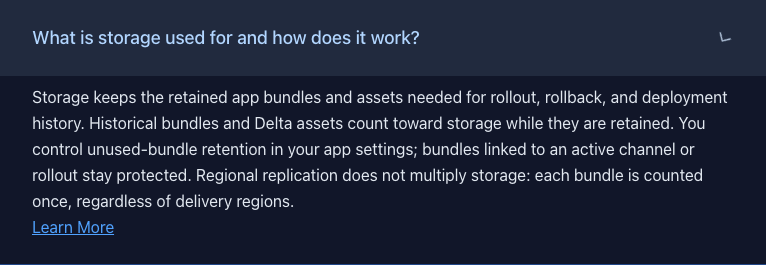 What is storage used for and how does it work?
Storage keeps the retained app bundles and assets needed for rollout, rollback, and deployment
history. Historical bundles and Delta assets count toward storage while they are retained. You
control unused-bundle retention in your app settings; bundles linked to an active channel or
rollout stay protected. Regional replication does not multiply storage: each bundle is counted
once, regardless of delivery regions.
Learn More